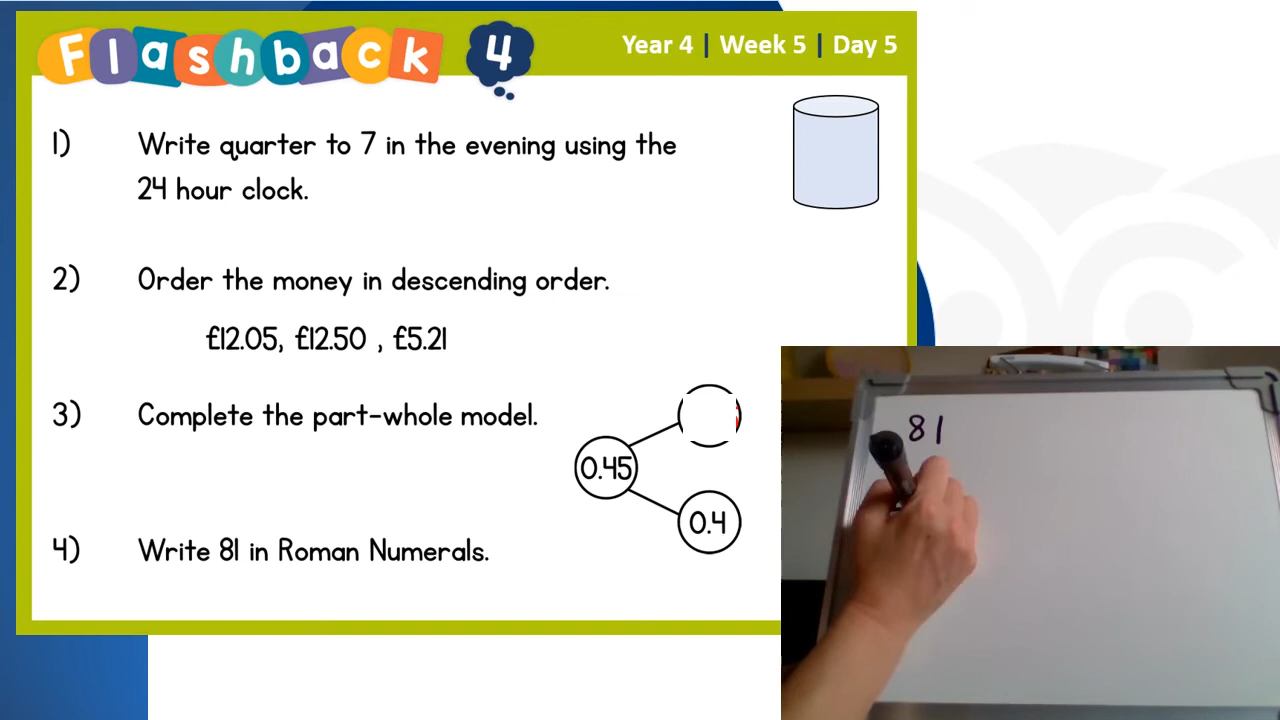 Flashback 4
Year 4 | Week 5 | Day 5
1) Write quarter to 7 in the evening using the
24 hour clock.
2) Order the money in descending order.
£12.05, £12.50 , £5.21
3) Complete the part-whole model.
0.45
0.4
4) Write 81 in Roman Numerals.
81